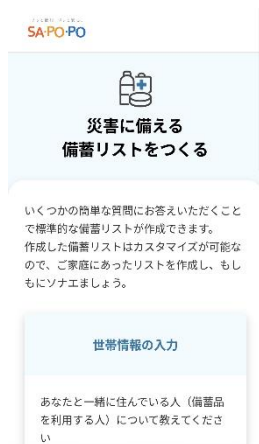 SA・PO・PO
災害に備える
備蓄リストをつくる
いくつかの簡単な質問にお答えいただくこと
で標準的な備蓄リストが作成できます。
作成した備蓄リストはカスタマイズが可能な
ので、ご家庭にあったリストを作成し、もし
もにソナエましょう。
世帯情報の入力
あなたと一緒に住んでいる人（備蓄品
を利用する人）について教えてくださ
い